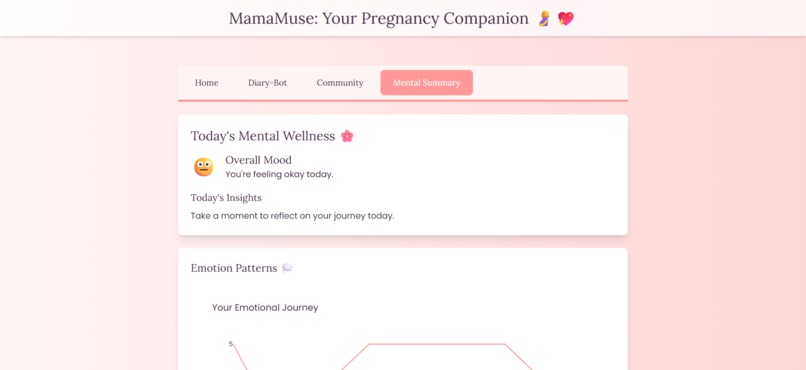 MamaMuse: Your Pregnancy Companion 🤰 💖
Home
Diary-Bot
Community
Mental Summary
Today's Mental Wellness 🌸
Overall Mood
You're feeling okay today.
Today's Insights
Take a moment to reflect on your journey today.
Emotion Patterns 💭
Your Emotional Journey
5